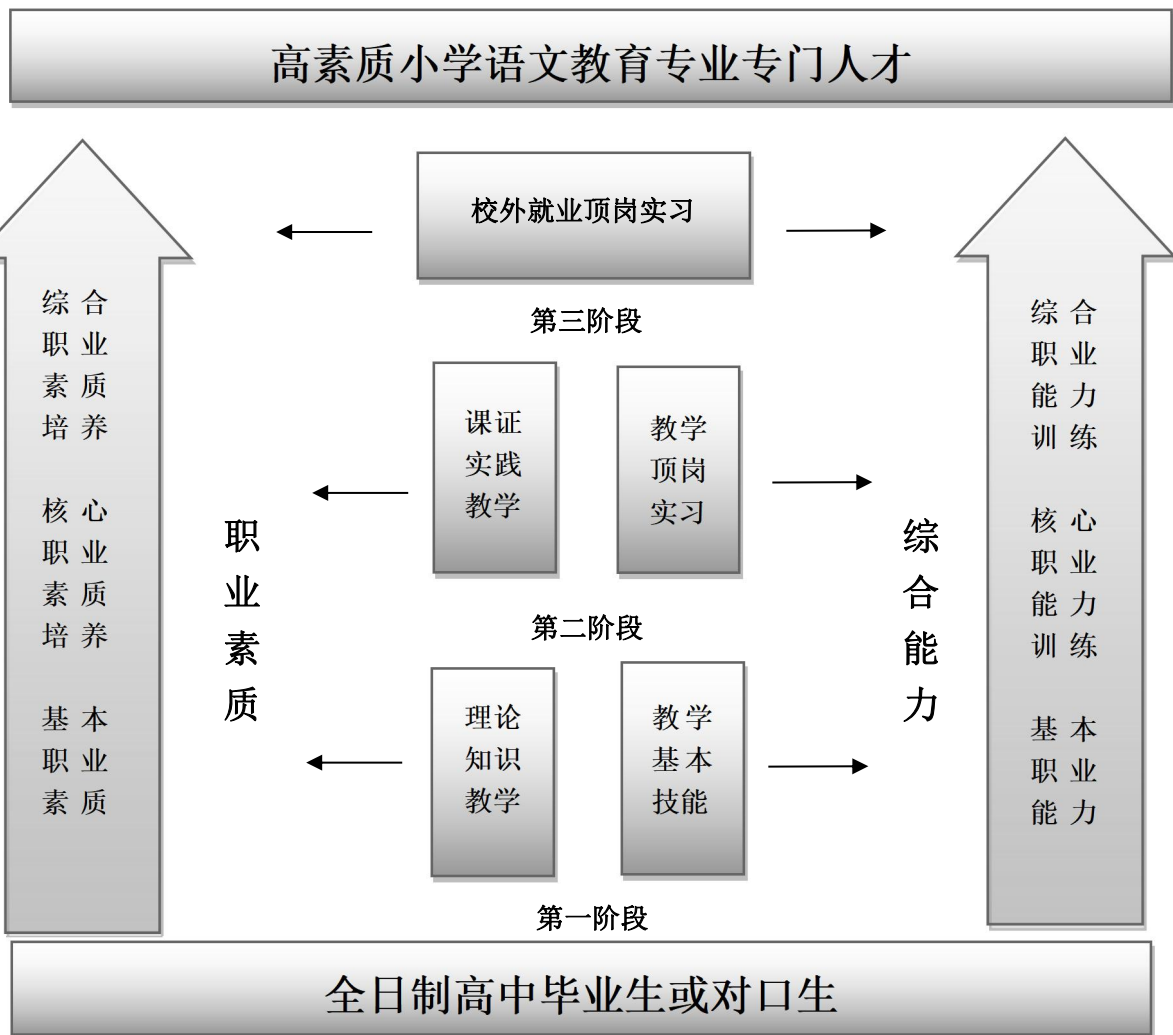 高素质小学语文教育专业专门人才
校外就业顶岗实习
第三阶段
综合
职业
素质
培养
核心
职业
素质
培养
基本
职业
素质
职
业
素
质
课证
实践
教学
教学
顶岗
实习
第二阶段
理论
知识
教学
教学
基本
技能
第一阶段
综
合
能
力
综合
职业
能力
训练
核心
职业
能力
训练
基本
职业
能力
全日制高中毕业生或对口生